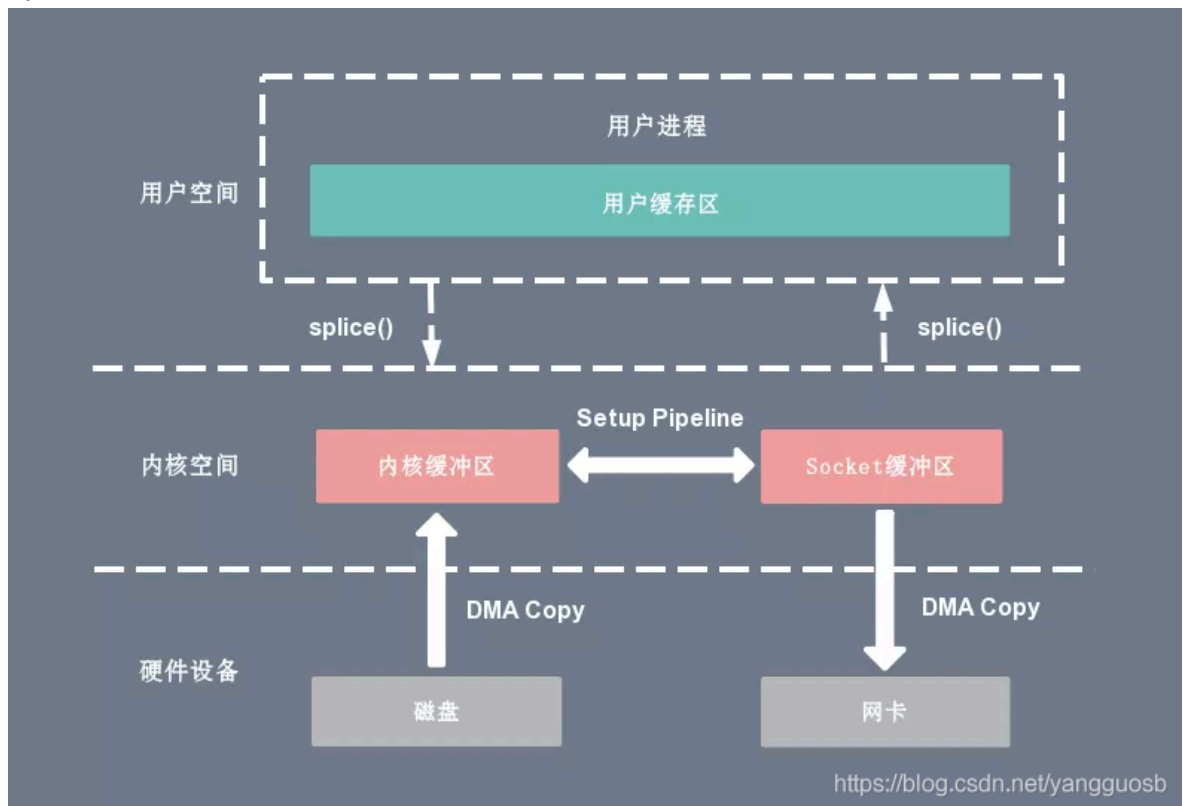 用户进程
用户空间
用户缓存区
splice()
splice()
Setup Pipeline
内核空间
内核缓冲区
Socket缓冲区
DMA Copy
DMA Copy
硬件设备
磁盘
网卡
https://blog.csdn.net/yangguosb